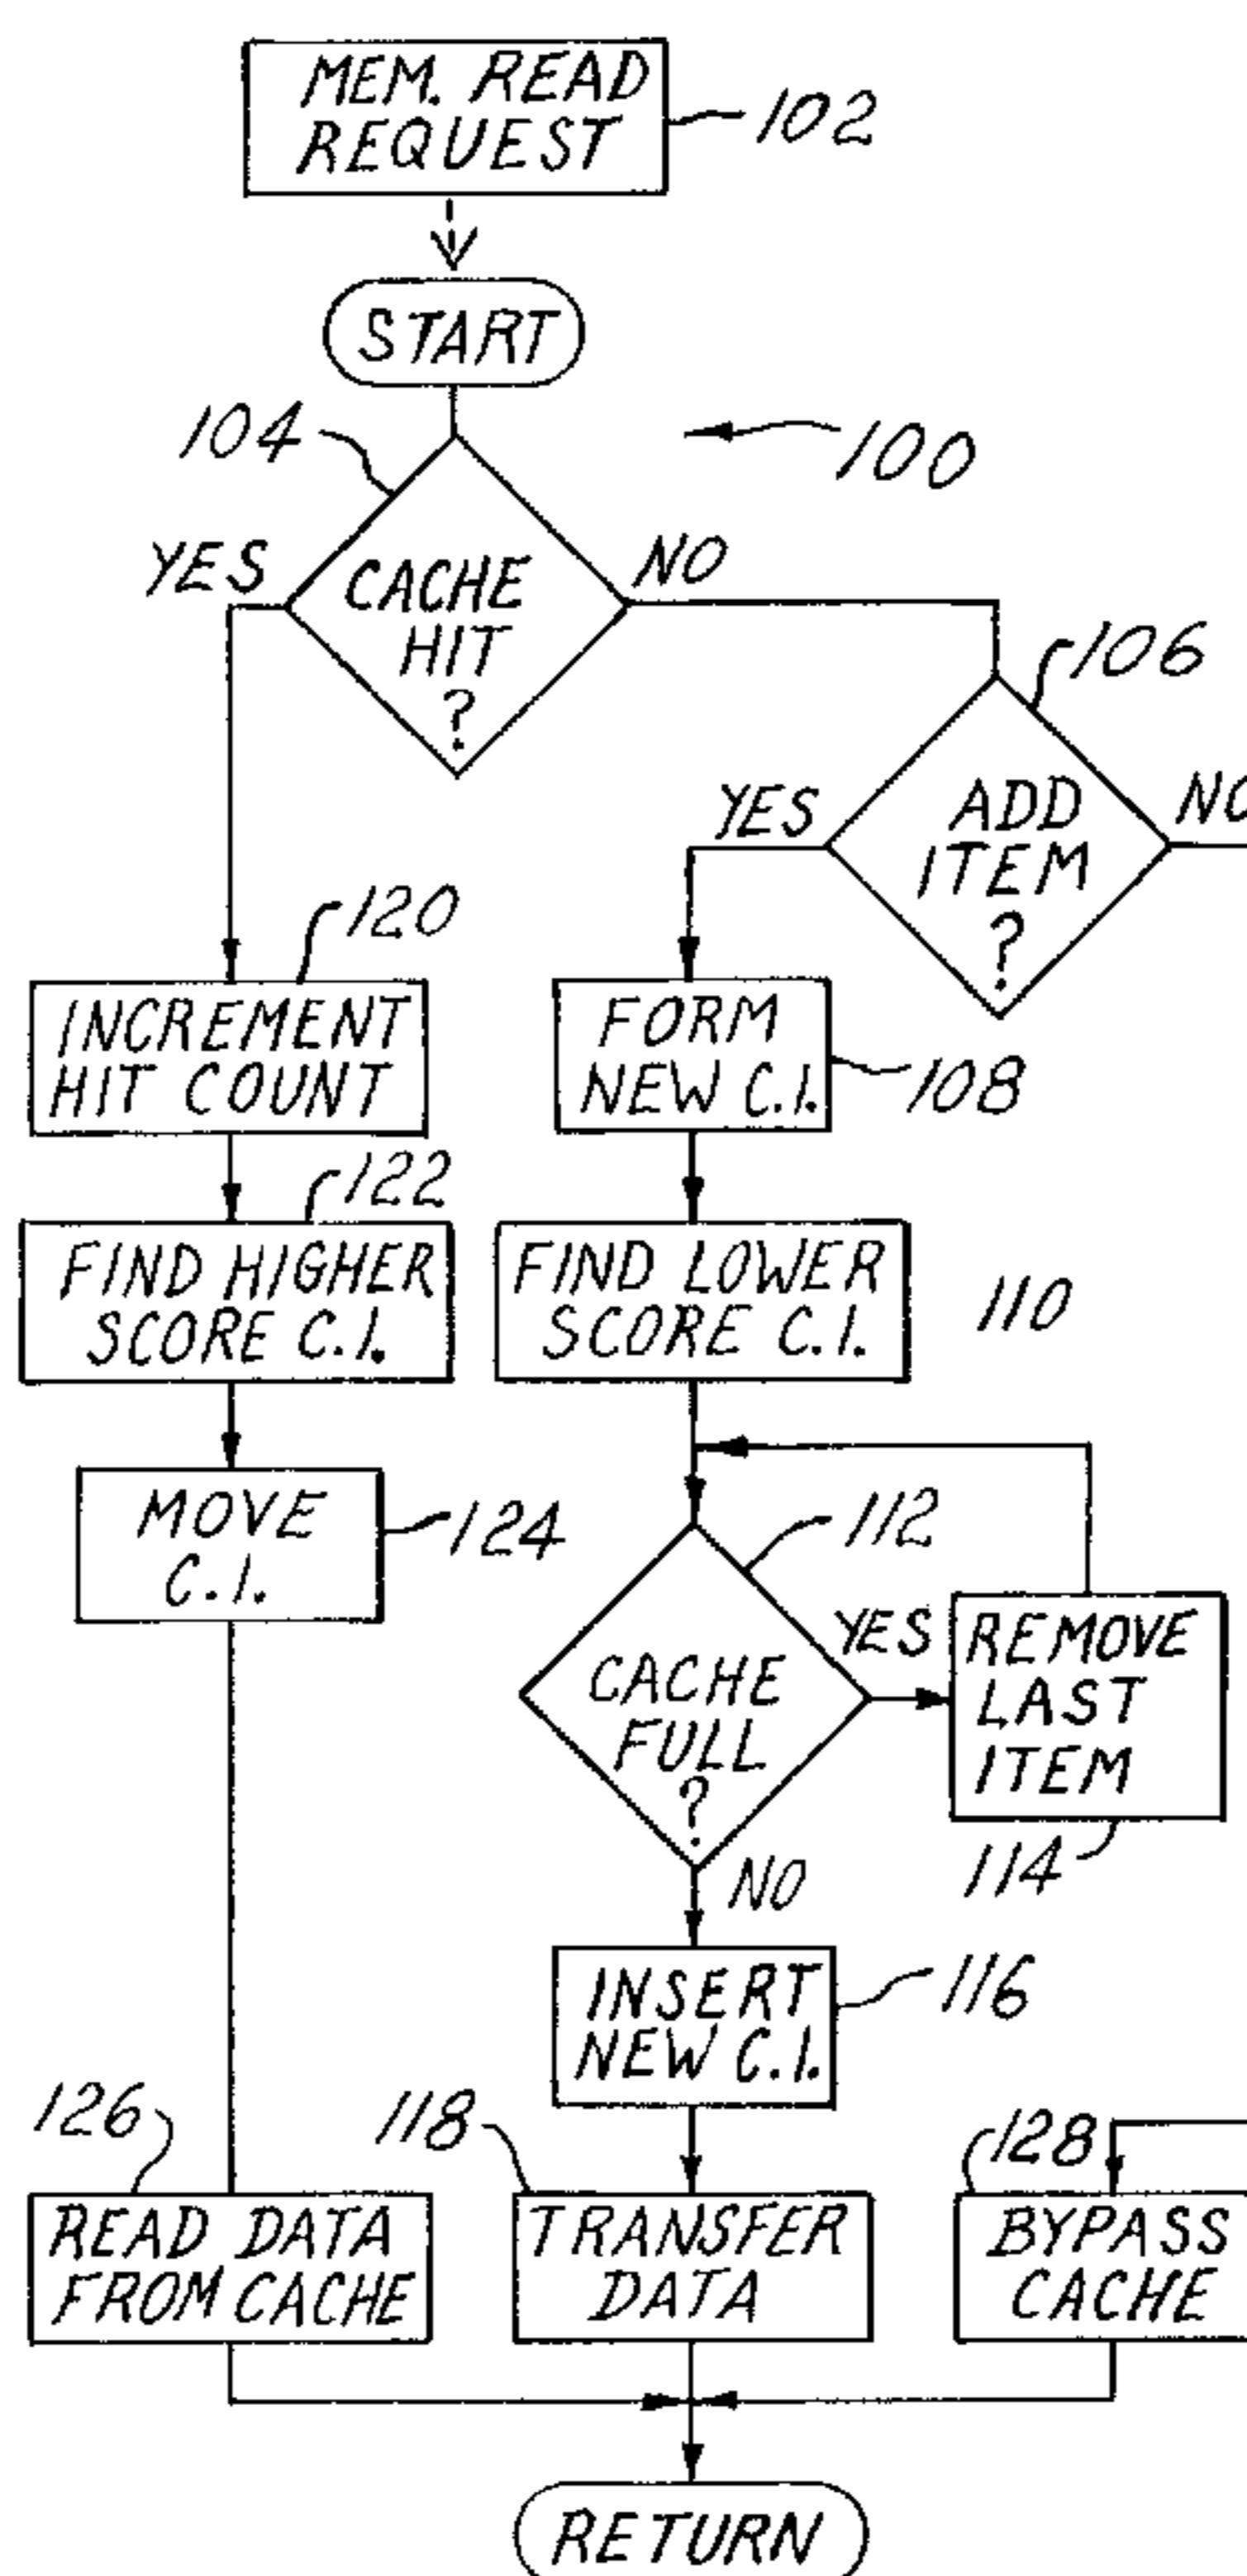 MEM. READ
REQUEST
102
START
104
100
YES
CACHE
HIT
?
NO
106
YES
ADD
ITEM
?
NO
120
INCREMENT
HIT COUNT
FORM
NEW C.I.
108
122
FIND HIGHER
SCORE C.I.
FIND LOWER
SCORE C.I.
110
MOVE
C.I.
124
112
CACHE
FULL
?
YES
REMOVE
LAST
ITEM
114
NO
INSERT
NEW C.I.
116
126
READ DATA
FROM CACHE
118
TRANSFER
DATA
128
BYPASS
CACHE
RETURN